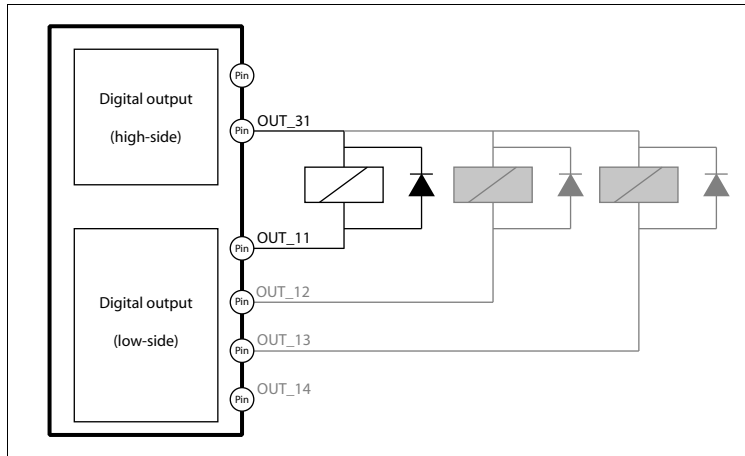 Pin
Digital output
(high-side)
Pin
OUT_31
Pin
OUT_11
Digital output
(low-side)
Pin
OUT_12
Pin
OUT_13
Pin
OUT_14